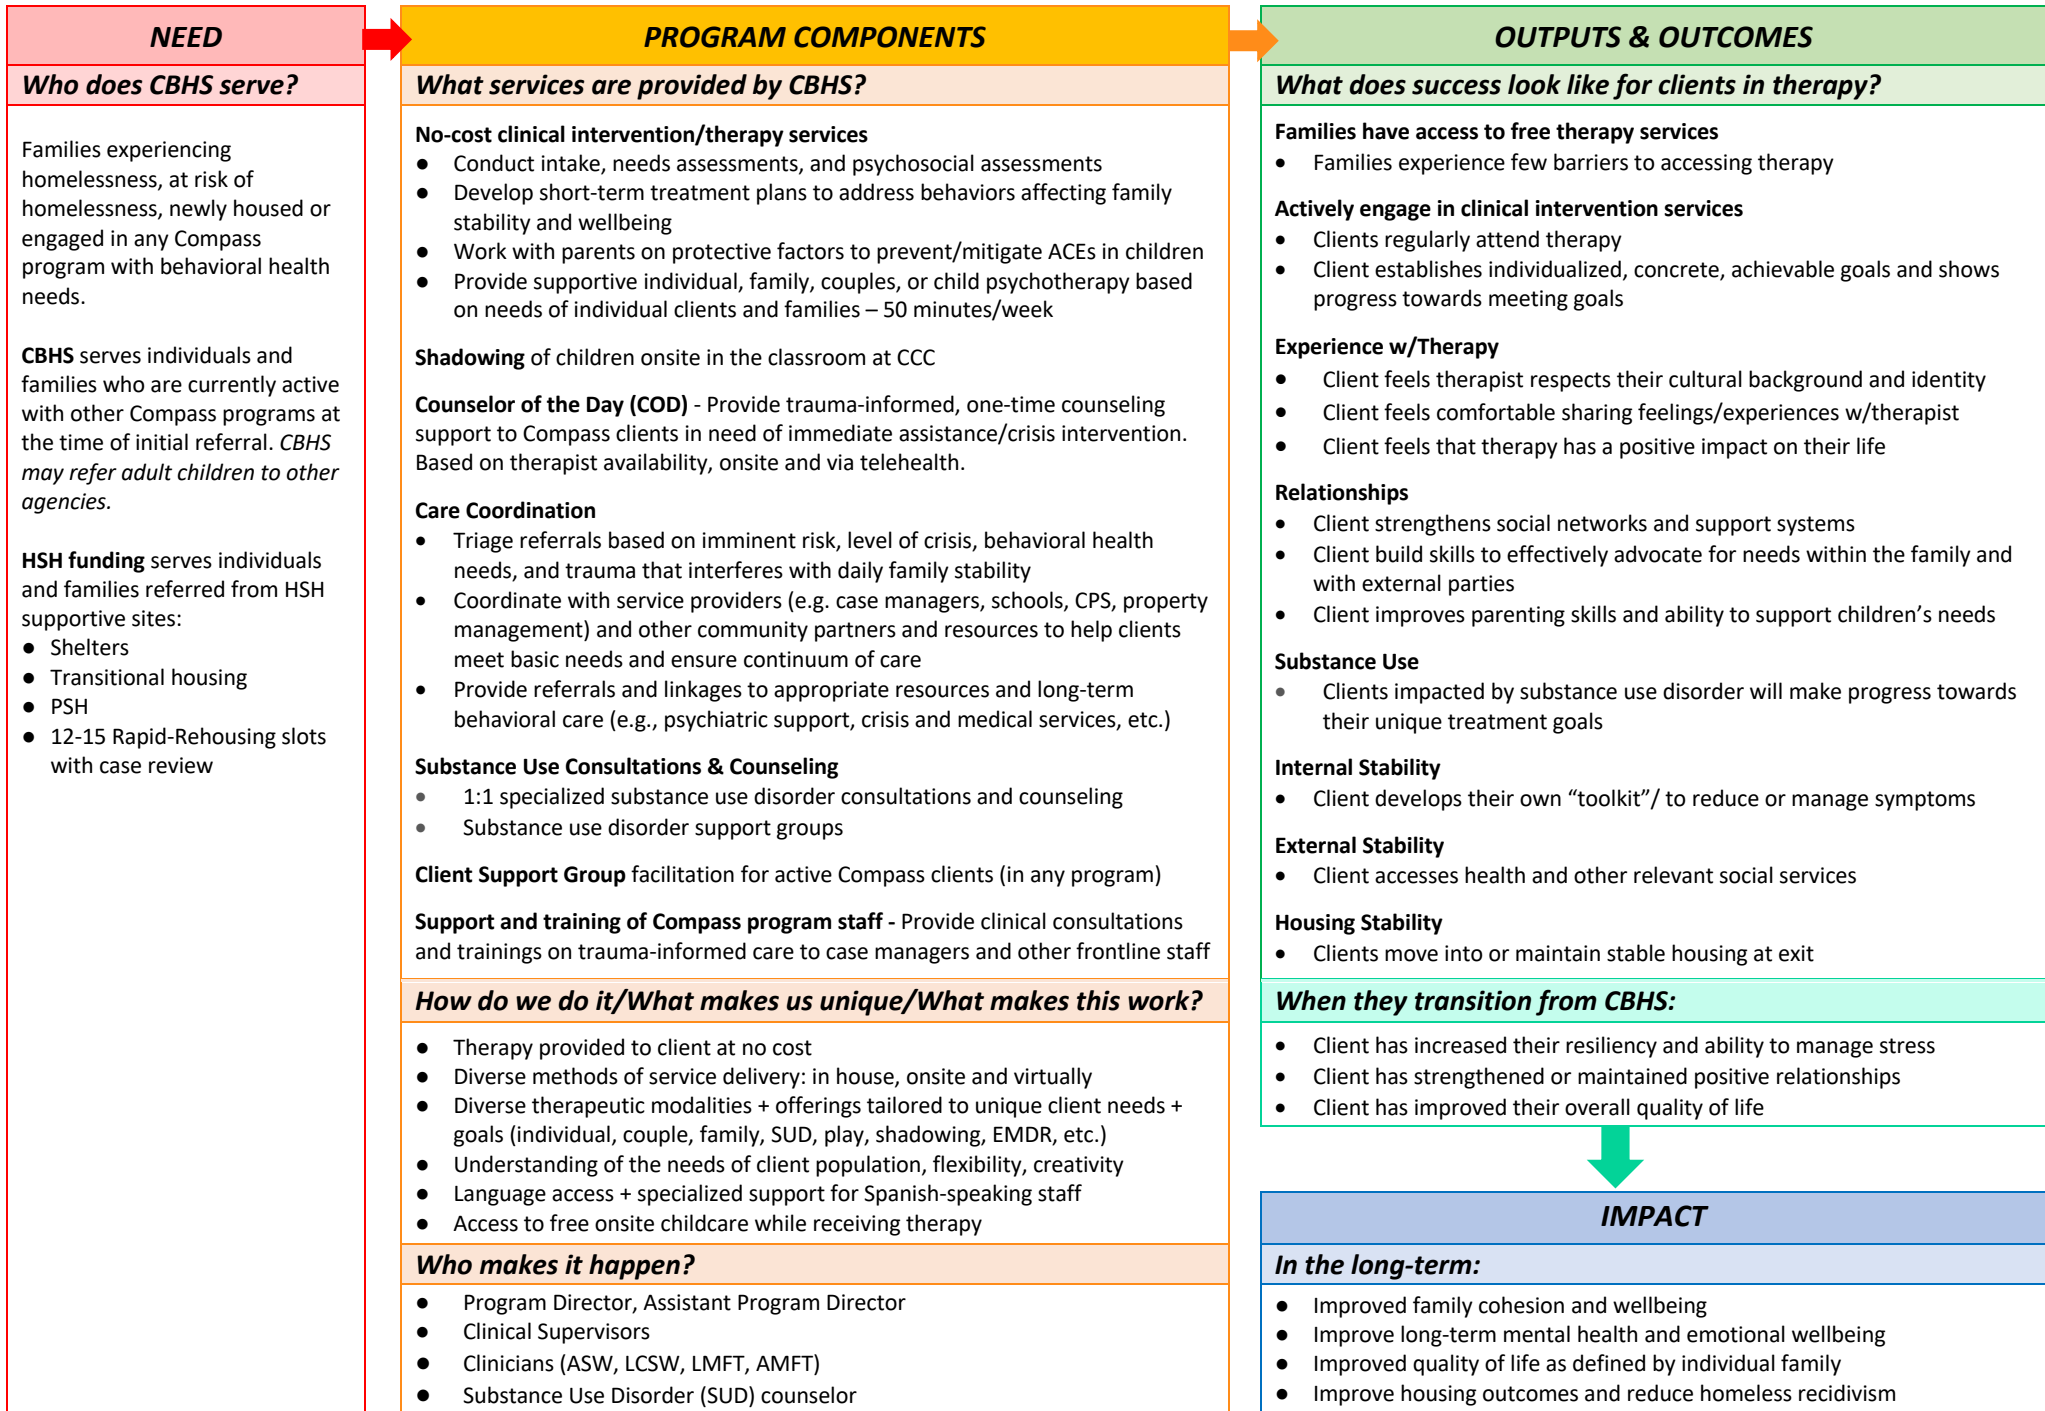 NEED
Who does CBHS serve?
Families experiencing
homelessness, at risk of
homelessness, newly housed or
engaged in any Compass
program with behavioral health
needs.
CBHS serves individuals and
families who are currently active
with other Compass programs at
the time of initial referral. CBHS
may refer adult children to other
agencies.
HSH funding serves individuals
and families referred from HSH
supportive sites:
● Shelters
● Transitional housing
● PSH
● 12-15 Rapid-Rehousing slots
with case review
PROGRAM COMPONENTS
What services are provided by CBHS?
No-cost clinical intervention/therapy services
● Conduct intake, needs assessments, and psychosocial assessments
● Develop short-term treatment plans to address behaviors affecting family
stability and wellbeing
● Work with parents on protective factors to prevent/mitigate ACEs in children
● Provide supportive individual, family, couples, or child psychotherapy based
on needs of individual clients and families – 50 minutes/week
Shadowing of children onsite in the classroom at CCC
Counselor of the Day (COD) - Provide trauma-informed, one-time counseling
support to Compass clients in need of immediate assistance/crisis intervention.
Based on therapist availability, onsite and via telehealth.
Care Coordination
• Triage referrals based on imminent risk, level of crisis, behavioral health
needs, and trauma that interferes with daily family stability
• Coordinate with service providers (e.g. case managers, schools, CPS, property
management) and other community partners and resources to help clients
meet basic needs and ensure continuum of care
• Provide referrals and linkages to appropriate resources and long-term
behavioral care (e.g., psychiatric support, crisis and medical services, etc.)
Substance Use Consultations & Counseling
• 1:1 specialized substance use disorder consultations and counseling
• Substance use disorder support groups
Client Support Group facilitation for active Compass clients (in any program)
Support and training of Compass program staff - Provide clinical consultations
and trainings on trauma-informed care to case managers and other frontline staff
How do we do it/What makes us unique/What makes this work?
● Therapy provided to client at no cost
● Diverse methods of service delivery: in house, onsite and virtually
● Diverse therapeutic modalities + offerings tailored to unique client needs +
goals (individual, couple, family, SUD, play, shadowing, EMDR, etc.)
● Understanding of the needs of client population, flexibility, creativity
● Language access + specialized support for Spanish-speaking staff
● Access to free onsite childcare while receiving therapy
Who makes it happen?
● Program Director, Assistant Program Director
● Clinical Supervisors
● Clinicians (ASW, LCSW, LMFT, AMFT)
● Substance Use Disorder (SUD) counselor
OUTPUTS & OUTCOMES
What does success look like for clients in therapy?
Families have access to free therapy services
• Families experience few barriers to accessing therapy
Actively engage in clinical intervention services
• Clients regularly attend therapy
• Client establishes individualized, concrete, achievable goals and shows
progress towards meeting goals
Experience w/Therapy
• Client feels therapist respects their cultural background and identity
• Client feels comfortable sharing feelings/experiences w/therapist
• Client feels that therapy has a positive impact on their life
Relationships
• Client strengthens social networks and support systems
• Client build skills to effectively advocate for needs within the family and
with external parties
• Client improves parenting skills and ability to support children’s needs
Substance Use
• Clients impacted by substance use disorder will make progress towards
their unique treatment goals
Internal Stability
• Client develops their own “toolkit”/ to reduce or manage symptoms
External Stability
• Client accesses health and other relevant social services
Housing Stability
• Clients move into or maintain stable housing at exit
When they transition from CBHS:
• Client has increased their resiliency and ability to manage stress
• Client has strengthened or maintained positive relationships
• Client has improved their overall quality of life
IMPACT
In the long-term:
● Improved family cohesion and wellbeing
● Improve long-term mental health and emotional wellbeing
● Improved quality of life as defined by individual family
● Improve housing outcomes and reduce homeless recidivism